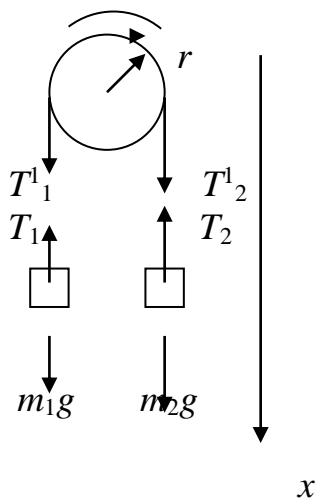 r
T¹₁ T¹₂
T₁ T₂
m₁g m₂g
x